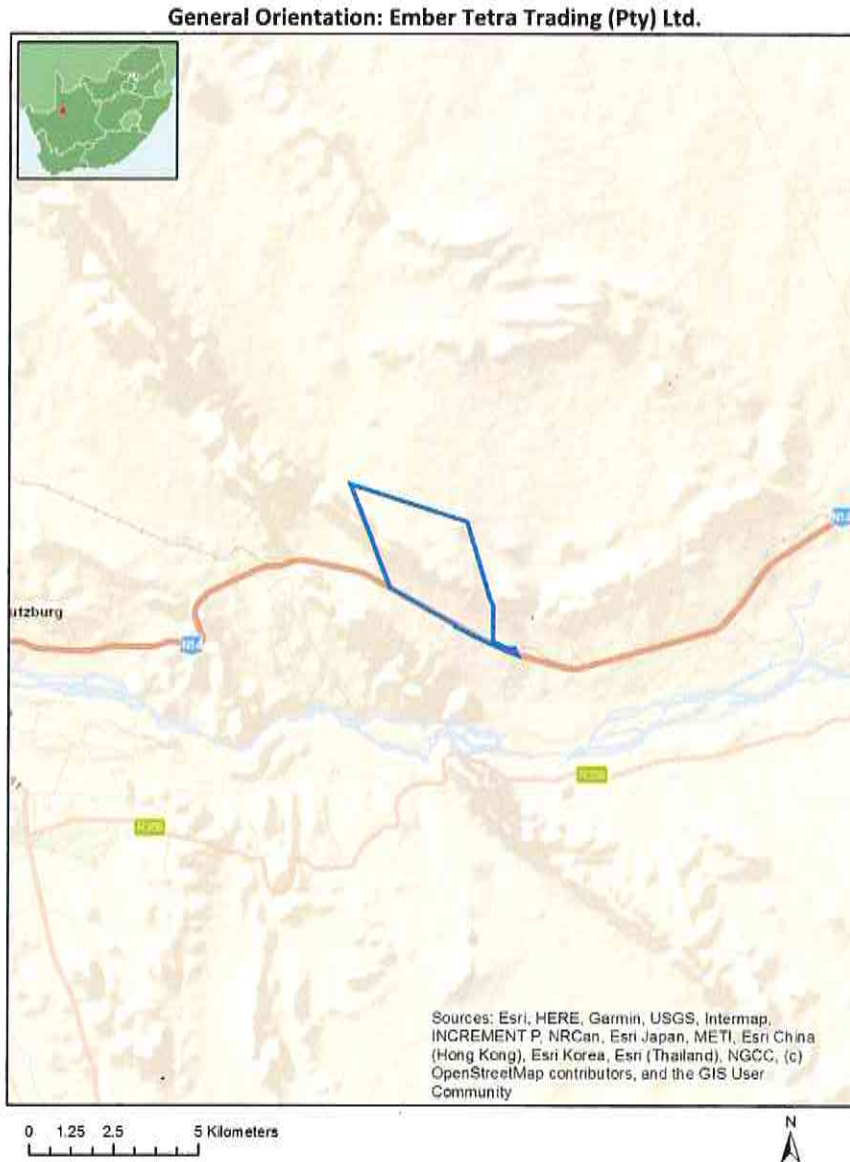 General Orientation: Ember Tetra Trading (Pty) Ltd.
N14
utzburg
N14
Sources: Esri, HERE, Garmin, USGS, Intermap,
INCREMENT P, NRCan, Esri Japan, METI, Esri China
(Hong Kong), Esri Korea, Esri (Thailand), NGCC, (c)
OpenStreetMap contributors, and the GIS User
Community
0 1.25 2.5 5 Kilometers
N